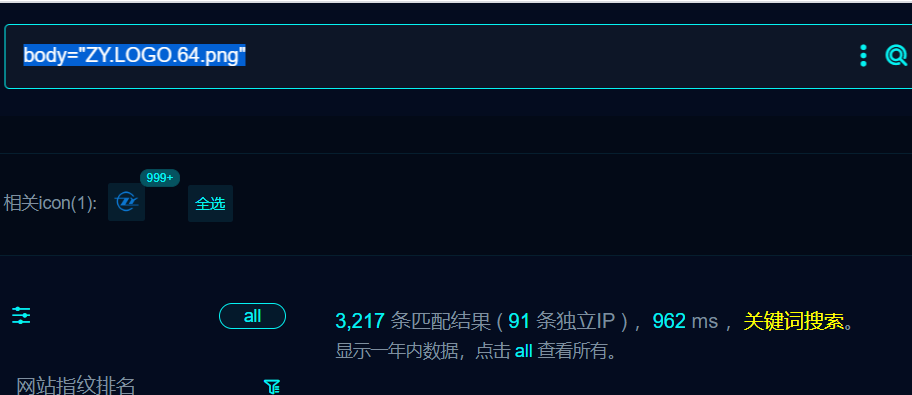 body="ZY.LOGO.64.png"
999+
相关icon(1):
全选
all
3,217 条匹配结果 ( 91 条独立IP ) ，962 ms ，关键词搜索。
显示一年内数据，点击 all 查看所有。
网站指纹排名